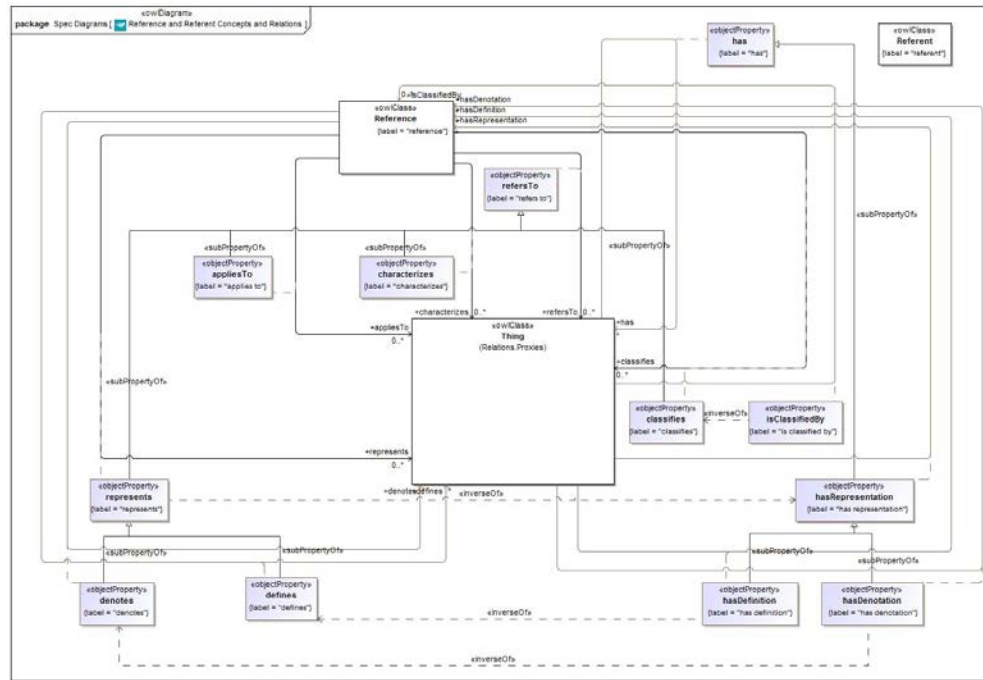 «owlDiagram»
package Spec Diagrams [ Reference and Referent Concepts and Relations ]
«objectProperty»
has
{label = "has"}
«owlClass»
Referent
{label = "referent"}
+isClassifiedBy
0..*
+hasDenotation
+hasDefinition
+hasRepresentation
«owlClass»
Reference
{label = "reference"}
«objectProperty»
refersTo
{label = "refers to"}
«subPropertyOf»
«subPropertyOf»
«subPropertyOf»
«subPropertyOf»
«objectProperty»
appliesTo
{label = "applies to"}
«objectProperty»
characterizes
{label = "characterizes"}
+characterizes 0..*
+refersTo 0..*
+appliesTo
0..*
«owlClass»
Thing
(Relations.Proxies)
+has
*
+classifies
0..*
«subPropertyOf»
«objectProperty»
classifies
{label = "classifies"}
«inverseOf»
«objectProperty»
isClassifiedBy
{label = "is classified by"}
+represents
0..*
«objectProperty»
represents
{label = "represents"}
+denotes
+defines
*
«inverseOf»
«objectProperty»
hasRepresentation
{label = "has representation"}
«subPropertyOf»
«subPropertyOf»
«subPropertyOf»
«subPropertyOf»
«objectProperty»
denotes
{label = "denotes"}
«objectProperty»
defines
{label = "defines"}
«inverseOf»
«objectProperty»
hasDefinition
{label = "has definition"}
«objectProperty»
hasDenotation
{label = "has denotation"}
«inverseOf»